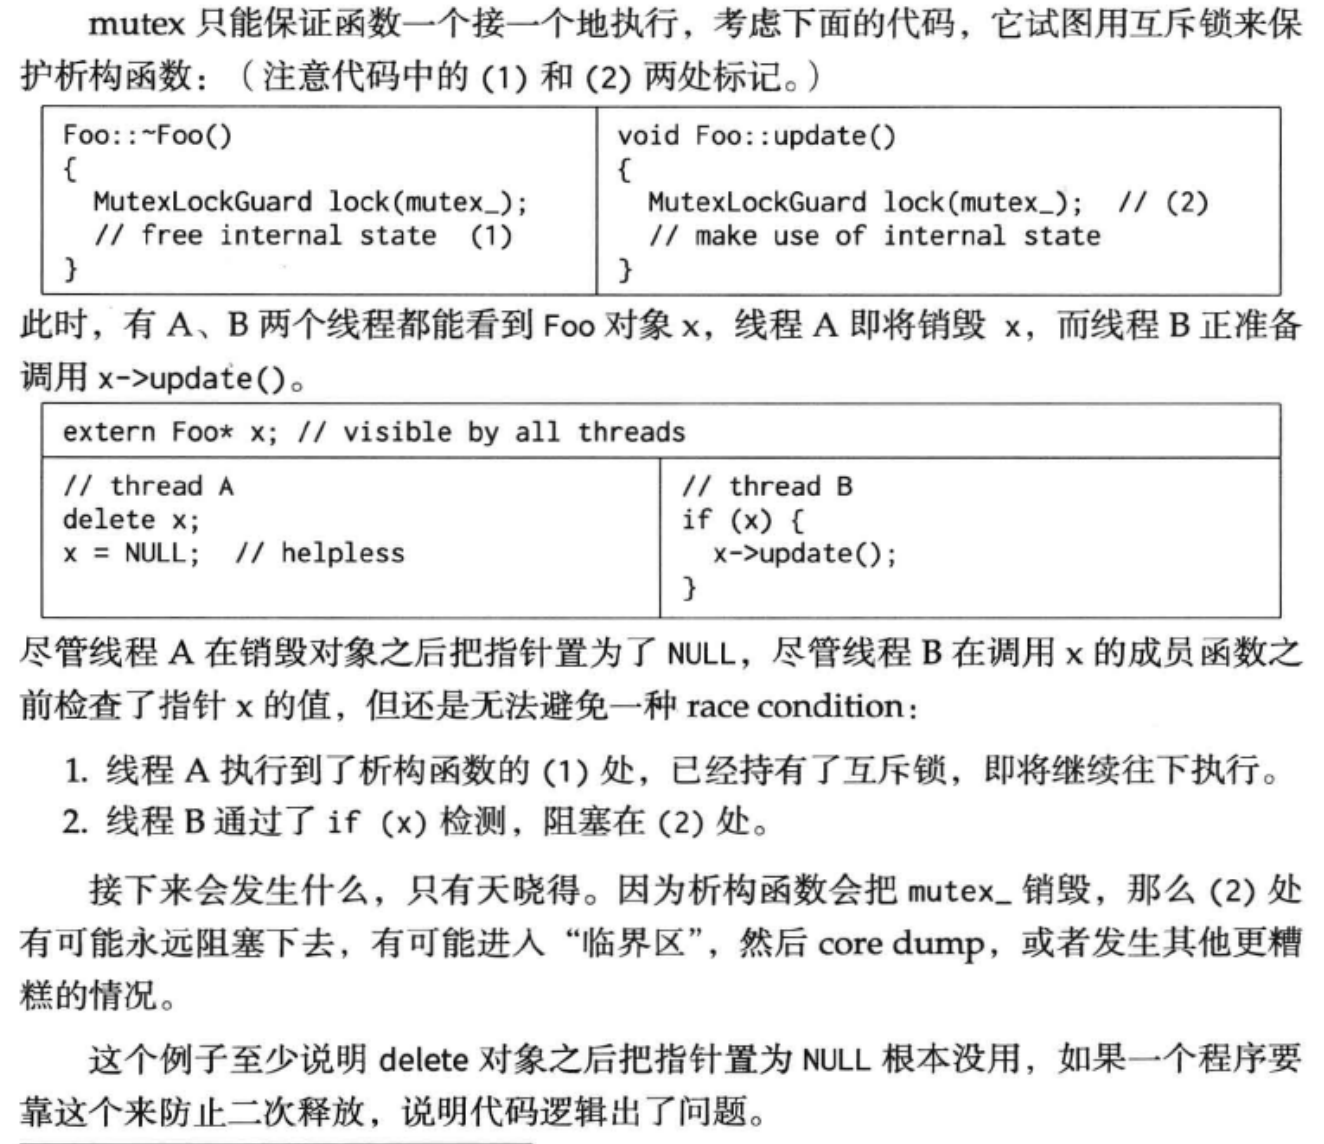 mutex 只能保证函数一个接一个地执行，考虑下面的代码，它试图用互斥锁来保
护析构函数：（注意代码中的 (1) 和 (2) 两处标记。）
Foo::~Foo()
{
  MutexLockGuard lock(mutex_);
  // free internal state  (1)
}
void Foo::update()
{
  MutexLockGuard lock(mutex_);  // (2)
  // make use of internal state
}
此时，有 A、B 两个线程都能看到 Foo 对象 x，线程 A 即将销毁 x，而线程 B 正准备
调用 x->update()。
extern Foo* x; // visible by all threads
// thread A
delete x;
x = NULL;  // helpless
// thread B
if (x) {
  x->update();
}
尽管线程 A 在销毁对象之后把指针置为了 NULL，尽管线程 B 在调用 x 的成员函数之
前检查了指针 x 的值，但还是无法避免一种 race condition：
1. 线程 A 执行到了析构函数的 (1) 处，已经持有了互斥锁，即将继续往下执行。
2. 线程 B 通过了 if (x) 检测，阻塞在 (2) 处。
接下来会发生什么，只有天晓得。因为析构函数会把 mutex_ 销毁，那么 (2) 处
有可能永远阻塞下去，有可能进入“临界区”，然后 core dump，或者发生其他更糟
糕的情况。
这个例子至少说明 delete 对象之后把指针置为 NULL 根本没用，如果一个程序要
靠这个来防止二次释放，说明代码逻辑出了问题。